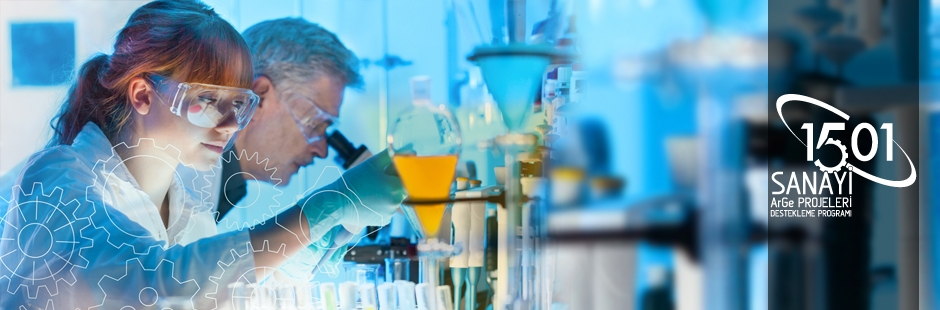 1501
SANAYİ
ArGe PROJELERİ
DESTEKLEME PROGRAMI